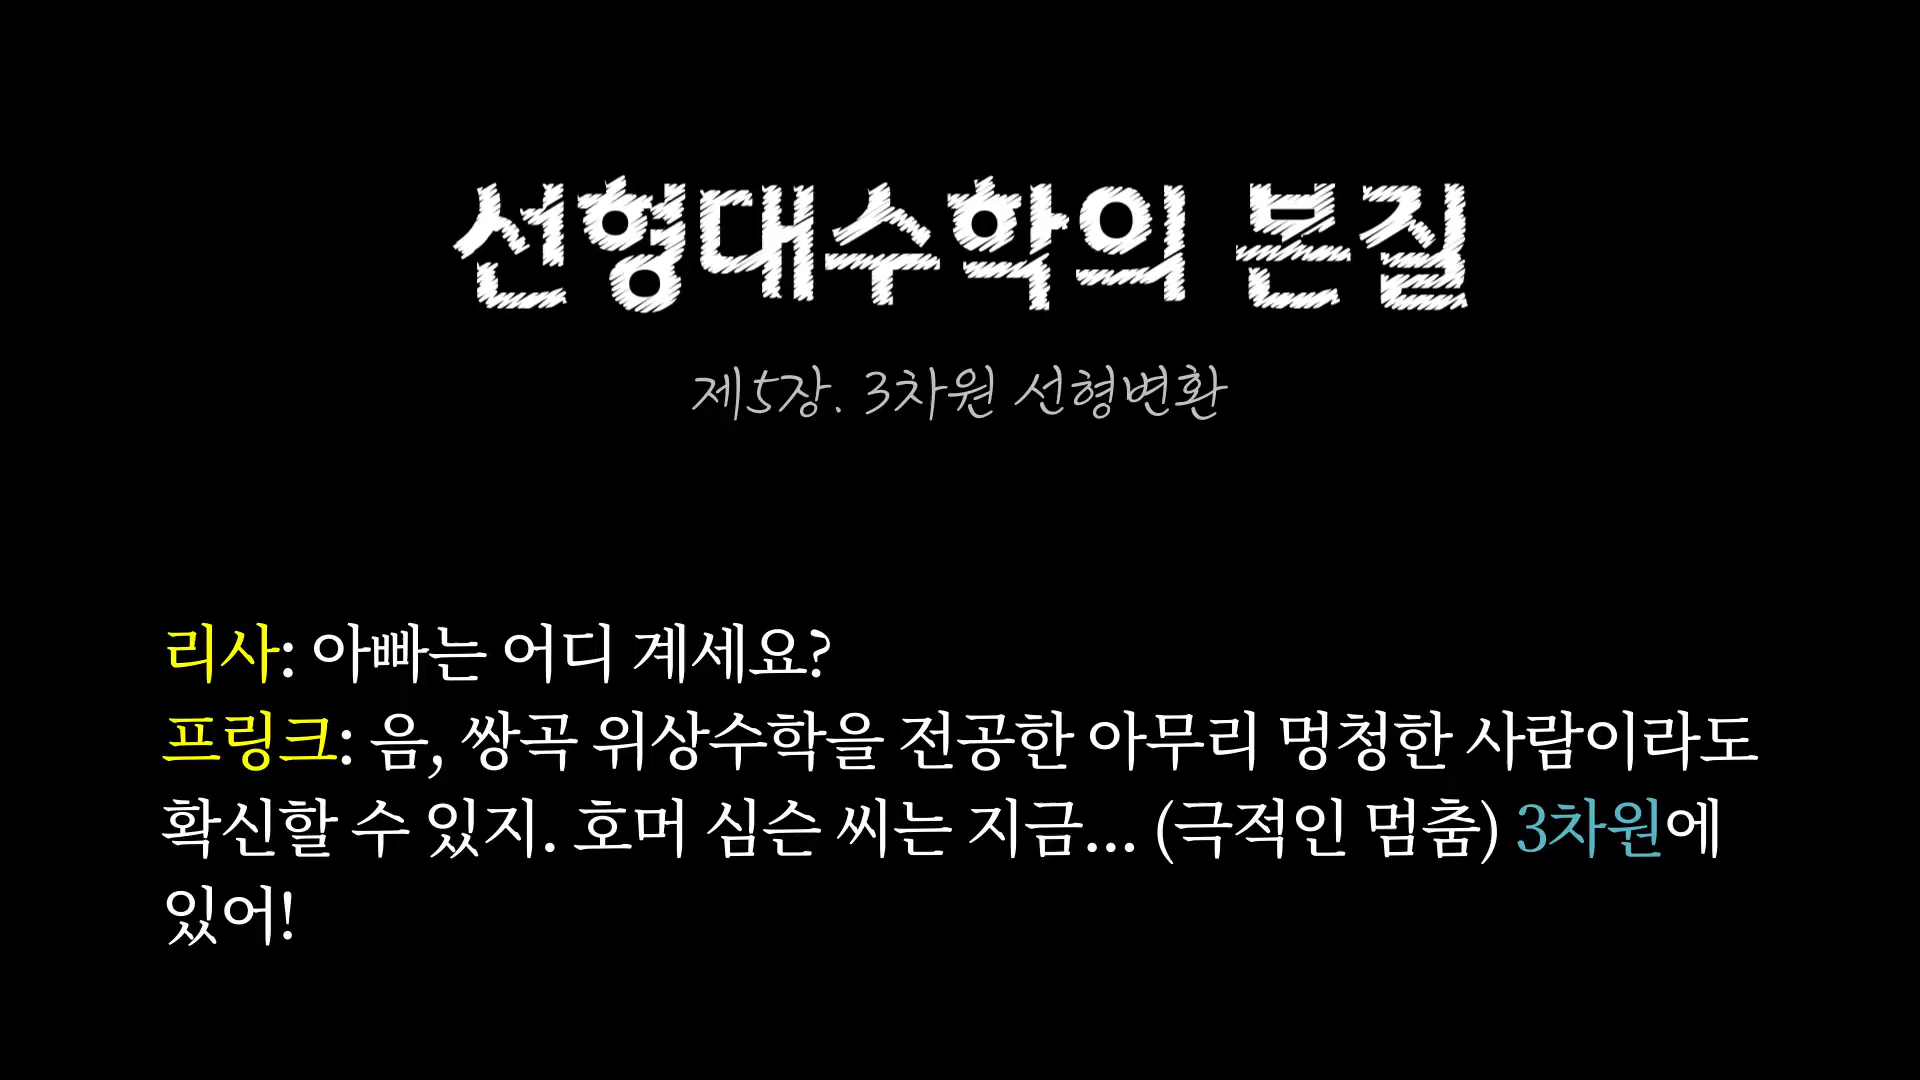 선형대수학의 본질
제5장. 3차원 선형변환
리사: 아빠는 어디 계세요?
프링크: 음, 쌍곡 위상수학을 전공한 아무리 멍청한 사람이라도
확신할 수 있지. 호머 심슨 씨는 지금... (극적인 멈춤) 3차원에
있어!